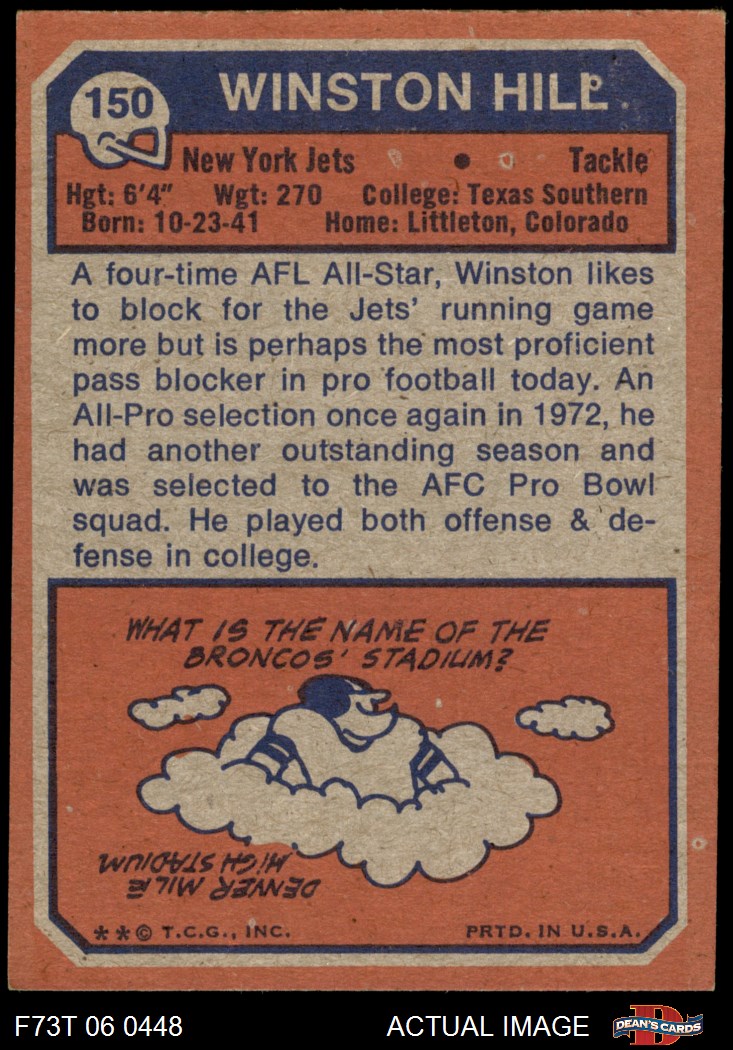 150
WINSTON HILL
New York Jets • Tackle
Hgt: 6'4" Wgt: 270 College: Texas Southern
Born: 10-23-41 Home: Littleton, Colorado
A four-time AFL All-Star, Winston likes
to block for the Jets' running game
more but is perhaps the most proficient
pass blocker in pro football today. An
All-Pro selection once again in 1972, he
had another outstanding season and
was selected to the AFC Pro Bowl
squad. He played both offense & de-
fense in college.
WHAT IS THE NAME OF THE
BRONCOS' STADIUM?
DENVER MILE
HIGH STADIUM
**© T.C.G., INC. PRTD. IN U.S.A.
F73T 06 0448 ACTUAL IMAGE
D
DEAN'S CARDS